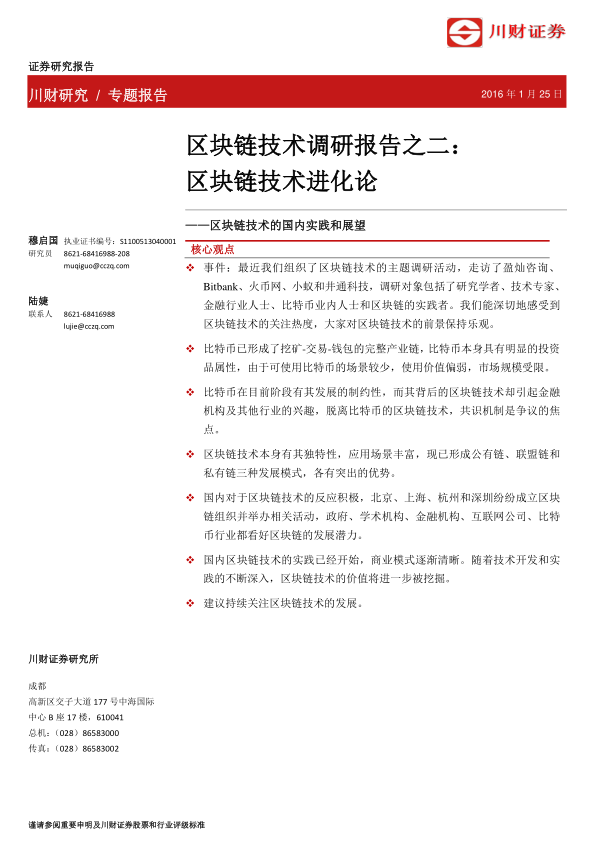 川财证券
证券研究报告
川财研究 / 专题报告
2016 年 1 月 25 日
区块链技术调研报告之二：
区块链技术进化论
——区块链技术的国内实践和展望
穆启国 执业证书编号：S1100513040001
研究员 8621-68416988-208
muqiguo@cczq.com
陆婕
联系人 8621-68416988
lujie@cczq.com
核心观点
❖ 事件：最近我们组织了区块链技术的主题调研活动，走访了盈灿咨询、
Bitbank、火币网、小蚁和井通科技，调研对象包括了研究学者、技术专家、
金融行业人士、比特币业内人士和区块链的实践者。我们能深切地感受到
区块链技术的关注热度，大家对区块链技术的前景保持乐观。
❖ 比特币已形成了挖矿-交易-钱包的完整产业链，比特币本身具有明显的投资
品属性，由于可使用比特币的场景较少，使用价值偏弱，市场规模受限。
❖ 比特币在目前阶段有其发展的制约性，而其背后的区块链技术却引起金融
机构及其他行业的兴趣，脱离比特币的区块链技术，共识机制是争议的焦
点。
❖ 区块链技术本身有其独特性，应用场景丰富，现已形成公有链、联盟链和
私有链三种发展模式，各有突出的优势。
❖ 国内对于区块链技术的反应积极，北京、上海、杭州和深圳纷纷成立区块
链组织并举办相关活动，政府、学术机构、金融机构、互联网公司、比特
币行业都看好区块链的发展潜力。
❖ 国内区块链技术的实践已经开始，商业模式逐渐清晰。随着技术开发和实
践的不断深入，区块链技术的价值将进一步被挖掘。
❖ 建议持续关注区块链技术的发展。
川财证券研究所
成都
高新区交子大道 177 号中海国际
中心 B 座 17 楼，610041
总机：（028）86583000
传真：（028）86583002
谨请参阅重要申明及川财证券股票和行业评级标准